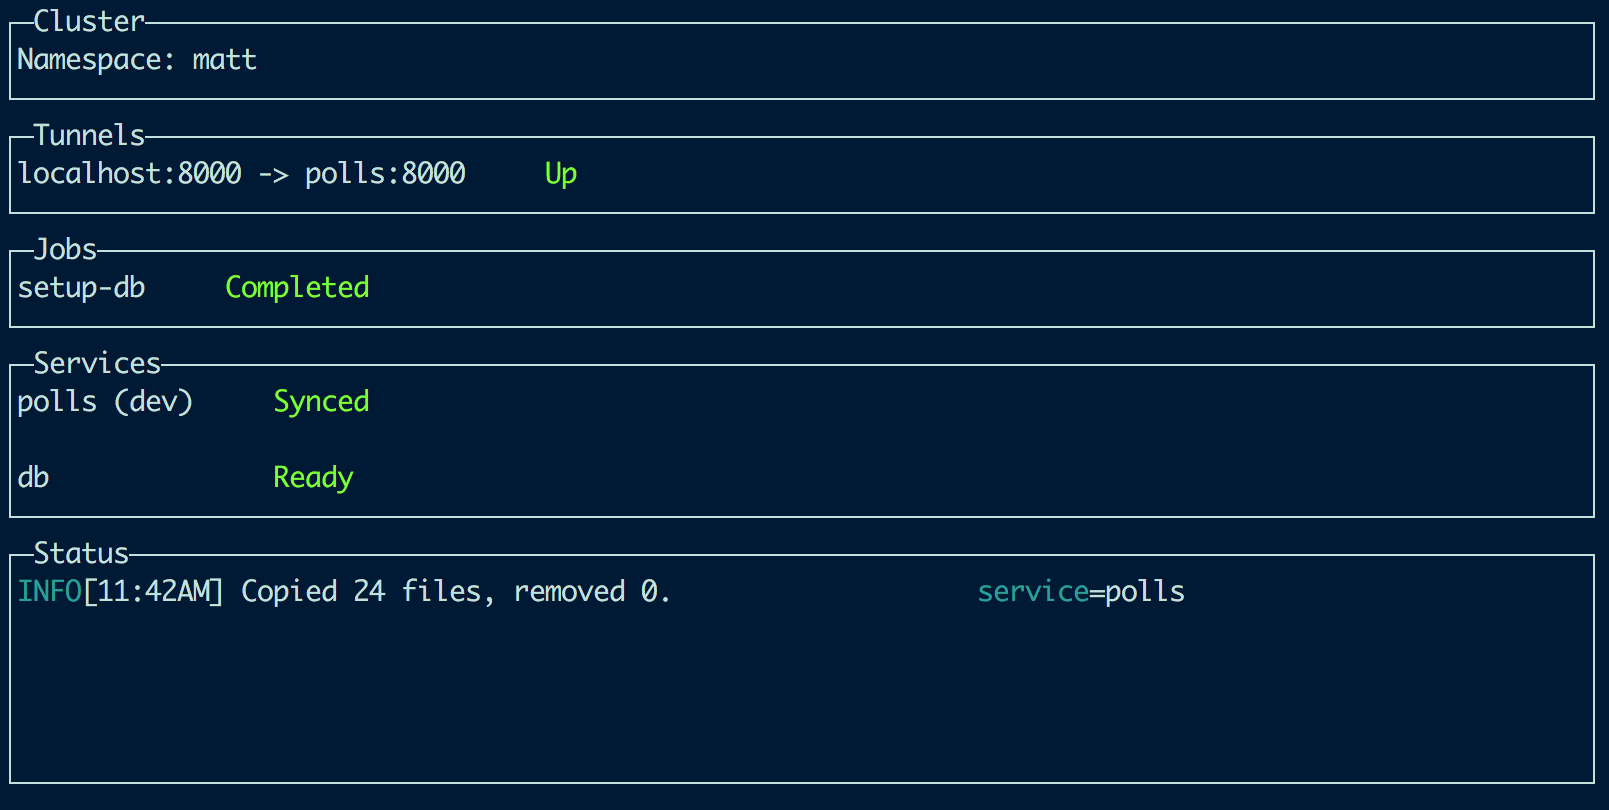 Cluster
Namespace: matt
Tunnels
localhost:8000 -> polls:8000 Up
Jobs
setup-db Completed
Services
polls (dev) Synced
db Ready
Status
INFO[11:42AM] Copied 24 files, removed 0. service=polls